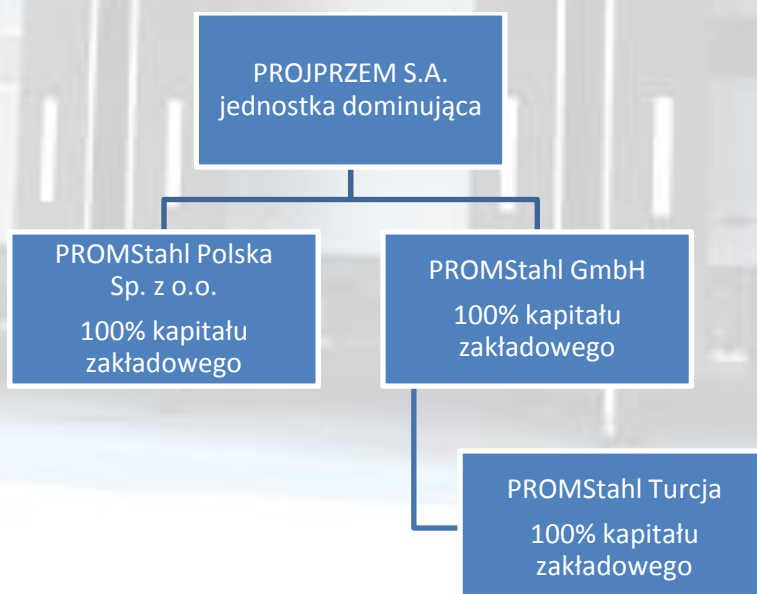 PROJPRZEM S.A.
jednostka dominująca
PROMStahl Polska
Sp. z o.o.
100% kapitału
zakładowego
PROMStahl GmbH
100% kapitału
zakładowego
PROMStahl Turcja
100% kapitału
zakładowego